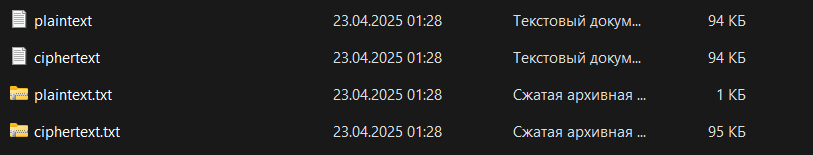 plaintext 23.04.2025 01:28 Текстовый докум... 94 КБ
ciphertext 23.04.2025 01:28 Текстовый докум... 94 КБ
plaintext.txt 23.04.2025 01:28 Сжатая архивная ... 1 КБ
ciphertext.txt 23.04.2025 01:28 Сжатая архивная ... 95 КБ